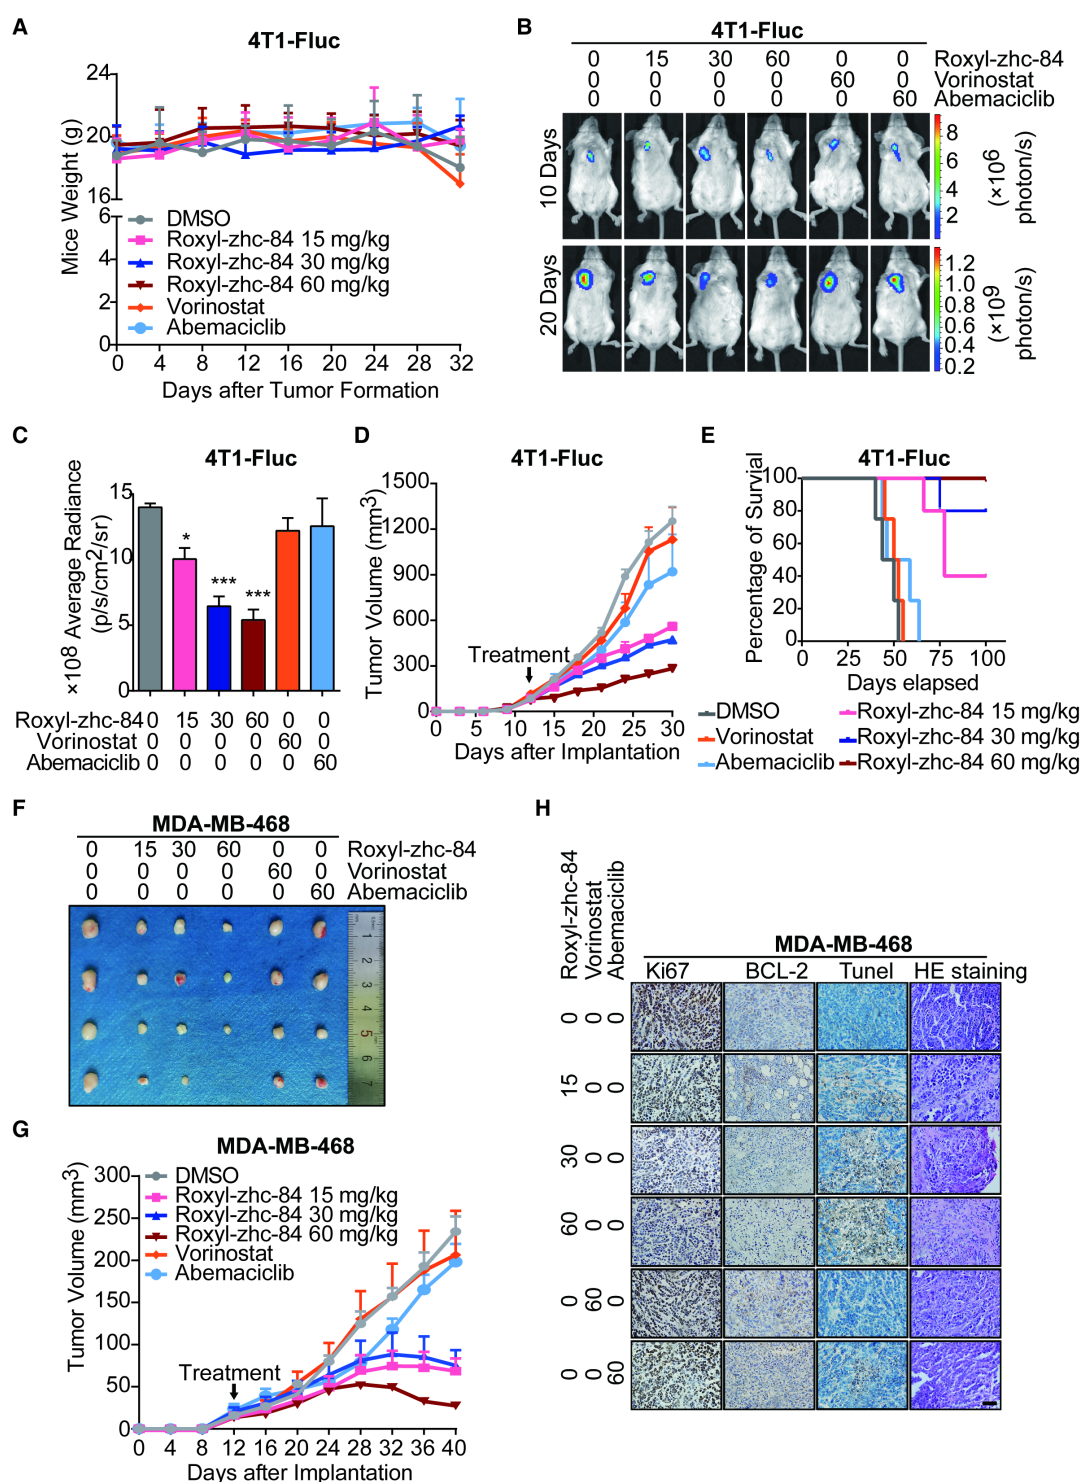 A
4T1-Fluc
24
20
16
6
4
2
0
Mice Weight (g)
DMSO
Roxyl-zhc-84 15 mg/kg
Roxyl-zhc-84 30 mg/kg
Roxyl-zhc-84 60 mg/kg
Vorinostat
Abemaciclib
0 4 8 12 16 20 24 28 32
Days after Tumor Formation
B
4T1-Fluc
0 15 30 60 0 0 Roxyl-zhc-84
0 0 0 0 60 0 Vorinostat
0 0 0 0 0 60 Abemaciclib
10 Days
8
6
4
2
(×10⁶
photon/s)
20 Days
1.2
1.0
0.8
0.6
0.4
0.2
(×10⁹
photon/s)
C
4T1-Fluc
×10⁸ Average Radiance
(p/s/cm²/sr)
15
10
5
0
*
***
***
Roxyl-zhc-84 0 15 30 60 0 0
Vorinostat 0 0 0 0 60 0
Abemaciclib 0 0 0 0 0 60
D
4T1-Fluc
Tumor Volume (mm³)
1500
1200
900
600
300
0
Treatment
0 5 10 15 20 25 30
Days after Implantation
E
4T1-Fluc
Percentage of Survial
100
80
60
40
20
0
0 25 50 75 100
Days elapsed
DMSO
Vorinostat
Abemaciclib
Roxyl-zhc-84 15 mg/kg
Roxyl-zhc-84 30 mg/kg
Roxyl-zhc-84 60 mg/kg
F
MDA-MB-468
0 15 30 60 0 0 Roxyl-zhc-84
0 0 0 0 60 0 Vorinostat
0 0 0 0 0 60 Abemaciclib
1
2
3
4
5
6
7
G
MDA-MB-468
Tumor Volume (mm³)
300
250
200
150
100
50
0
DMSO
Roxyl-zhc-84 15 mg/kg
Roxyl-zhc-84 30 mg/kg
Roxyl-zhc-84 60 mg/kg
Vorinostat
Abemaciclib
Treatment
0 4 8 12 16 20 24 28 32 36 40
Days after Implantation
H
Roxyl-zhc-84
Vorinostat
Abemaciclib
MDA-MB-468
Ki67 BCL-2 Tunel HE staining
0 0 0
15 0 0
30 0 0
60 0 0
0 60 0
0 0 60